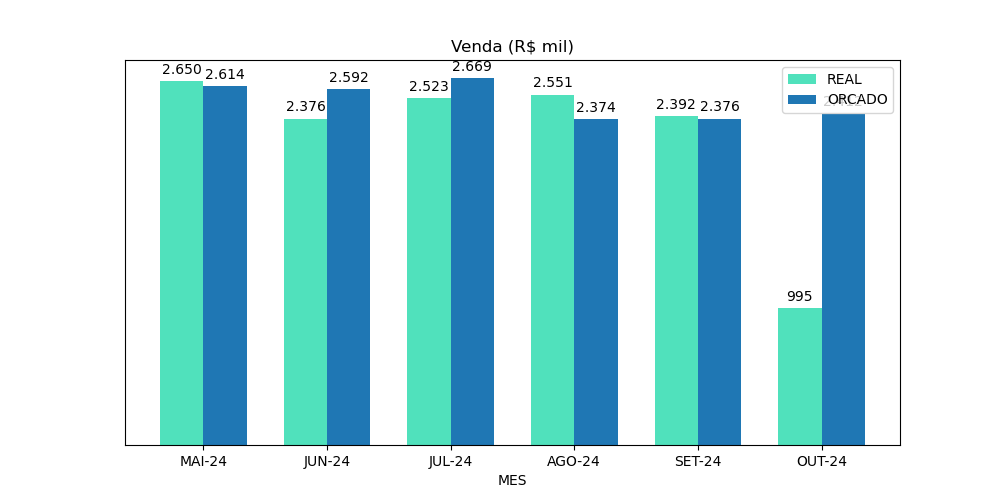 Venda (R$ mil)
2.650
2.614
2.376
2.592
2.523
2.669
2.551
2.374
2.392
2.376
995
REAL
ORCADO
MAI-24
JUN-24
JUL-24
AGO-24
SET-24
OUT-24
MES